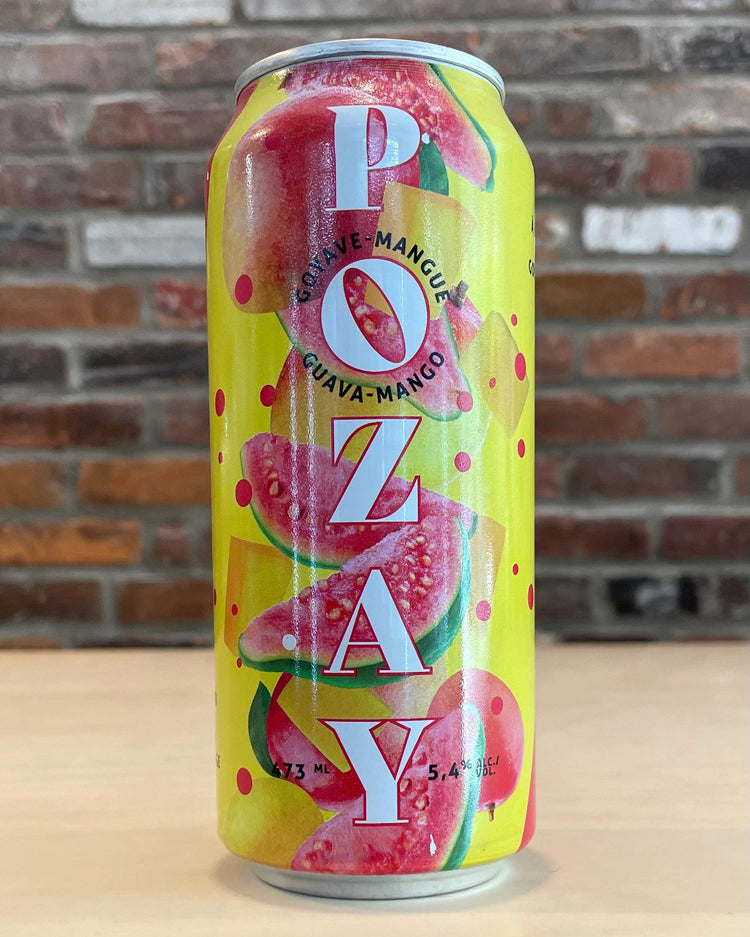 POZAY
GOYAVE-MANGUE
GUAVA-MANGO
473 ML
5,4% ALC./
VOL.